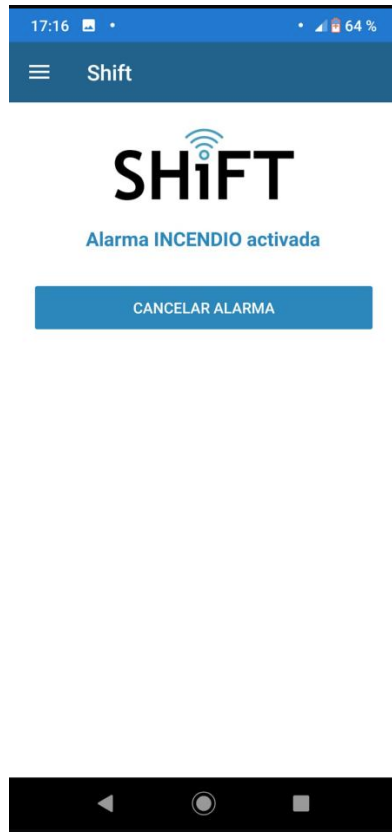 17:16
64 %
Shift
SHiFT
Alarma INCENDIO activada
CANCELAR ALARMA